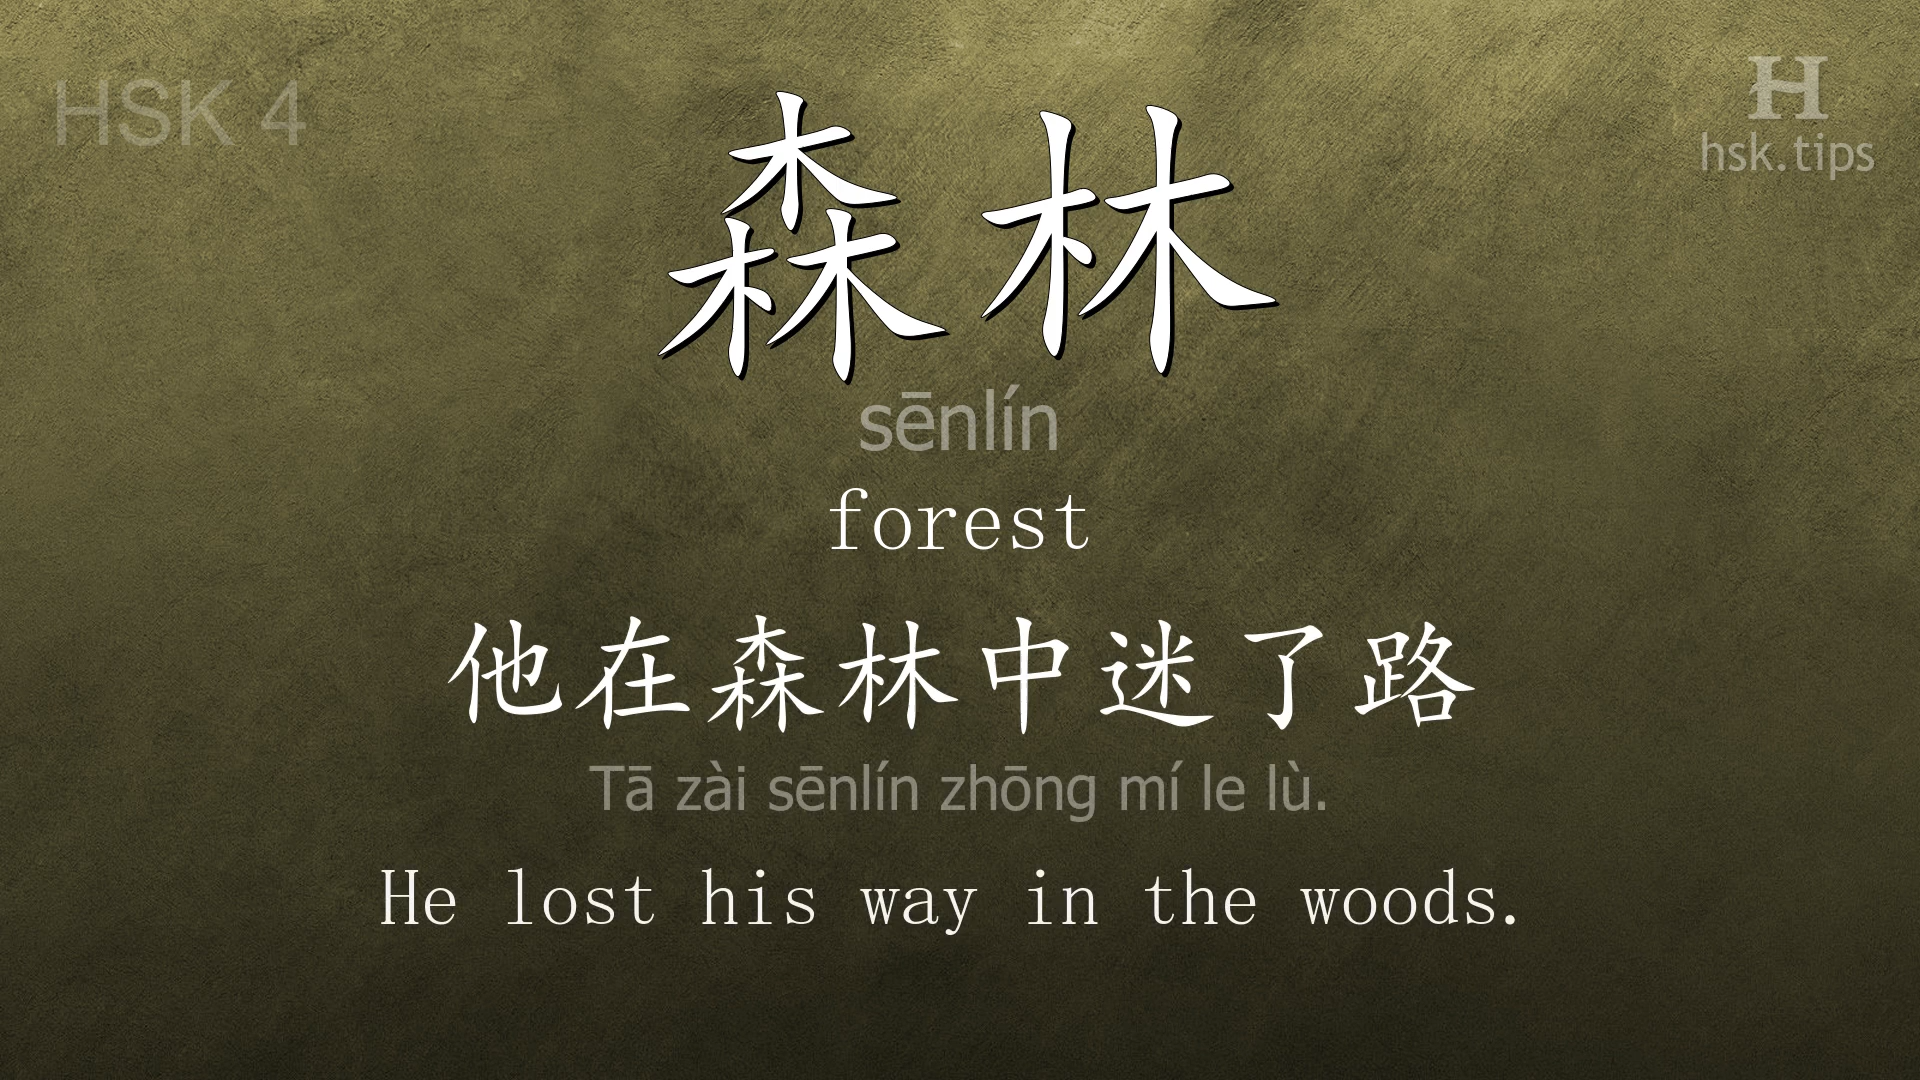 HSK 4
H
hsk.tips
森林
sēnlín
forest
他在森林中迷了路
Tā zài sēnlín zhōng mí le lù.
He lost his way in the woods.